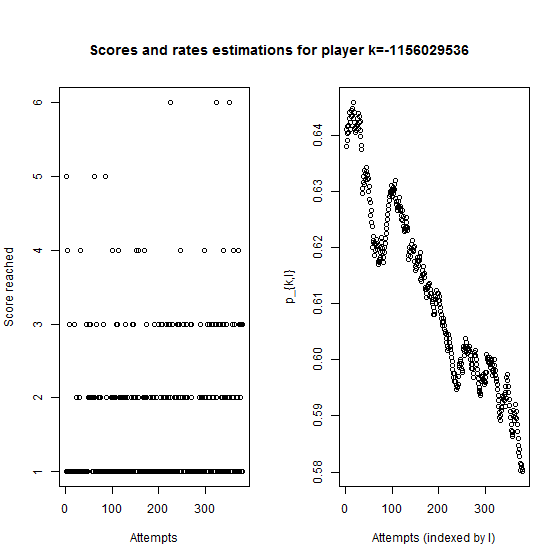 Scores and rates estimations for player k=-1156029536
Score reached
1
2
3
4
5
6
0 100 200 300
Attempts
p_{k,l}
0.58
0.59
0.60
0.61
0.62
0.63
0.64
0 100 200 300
Attempts (indexed by l)